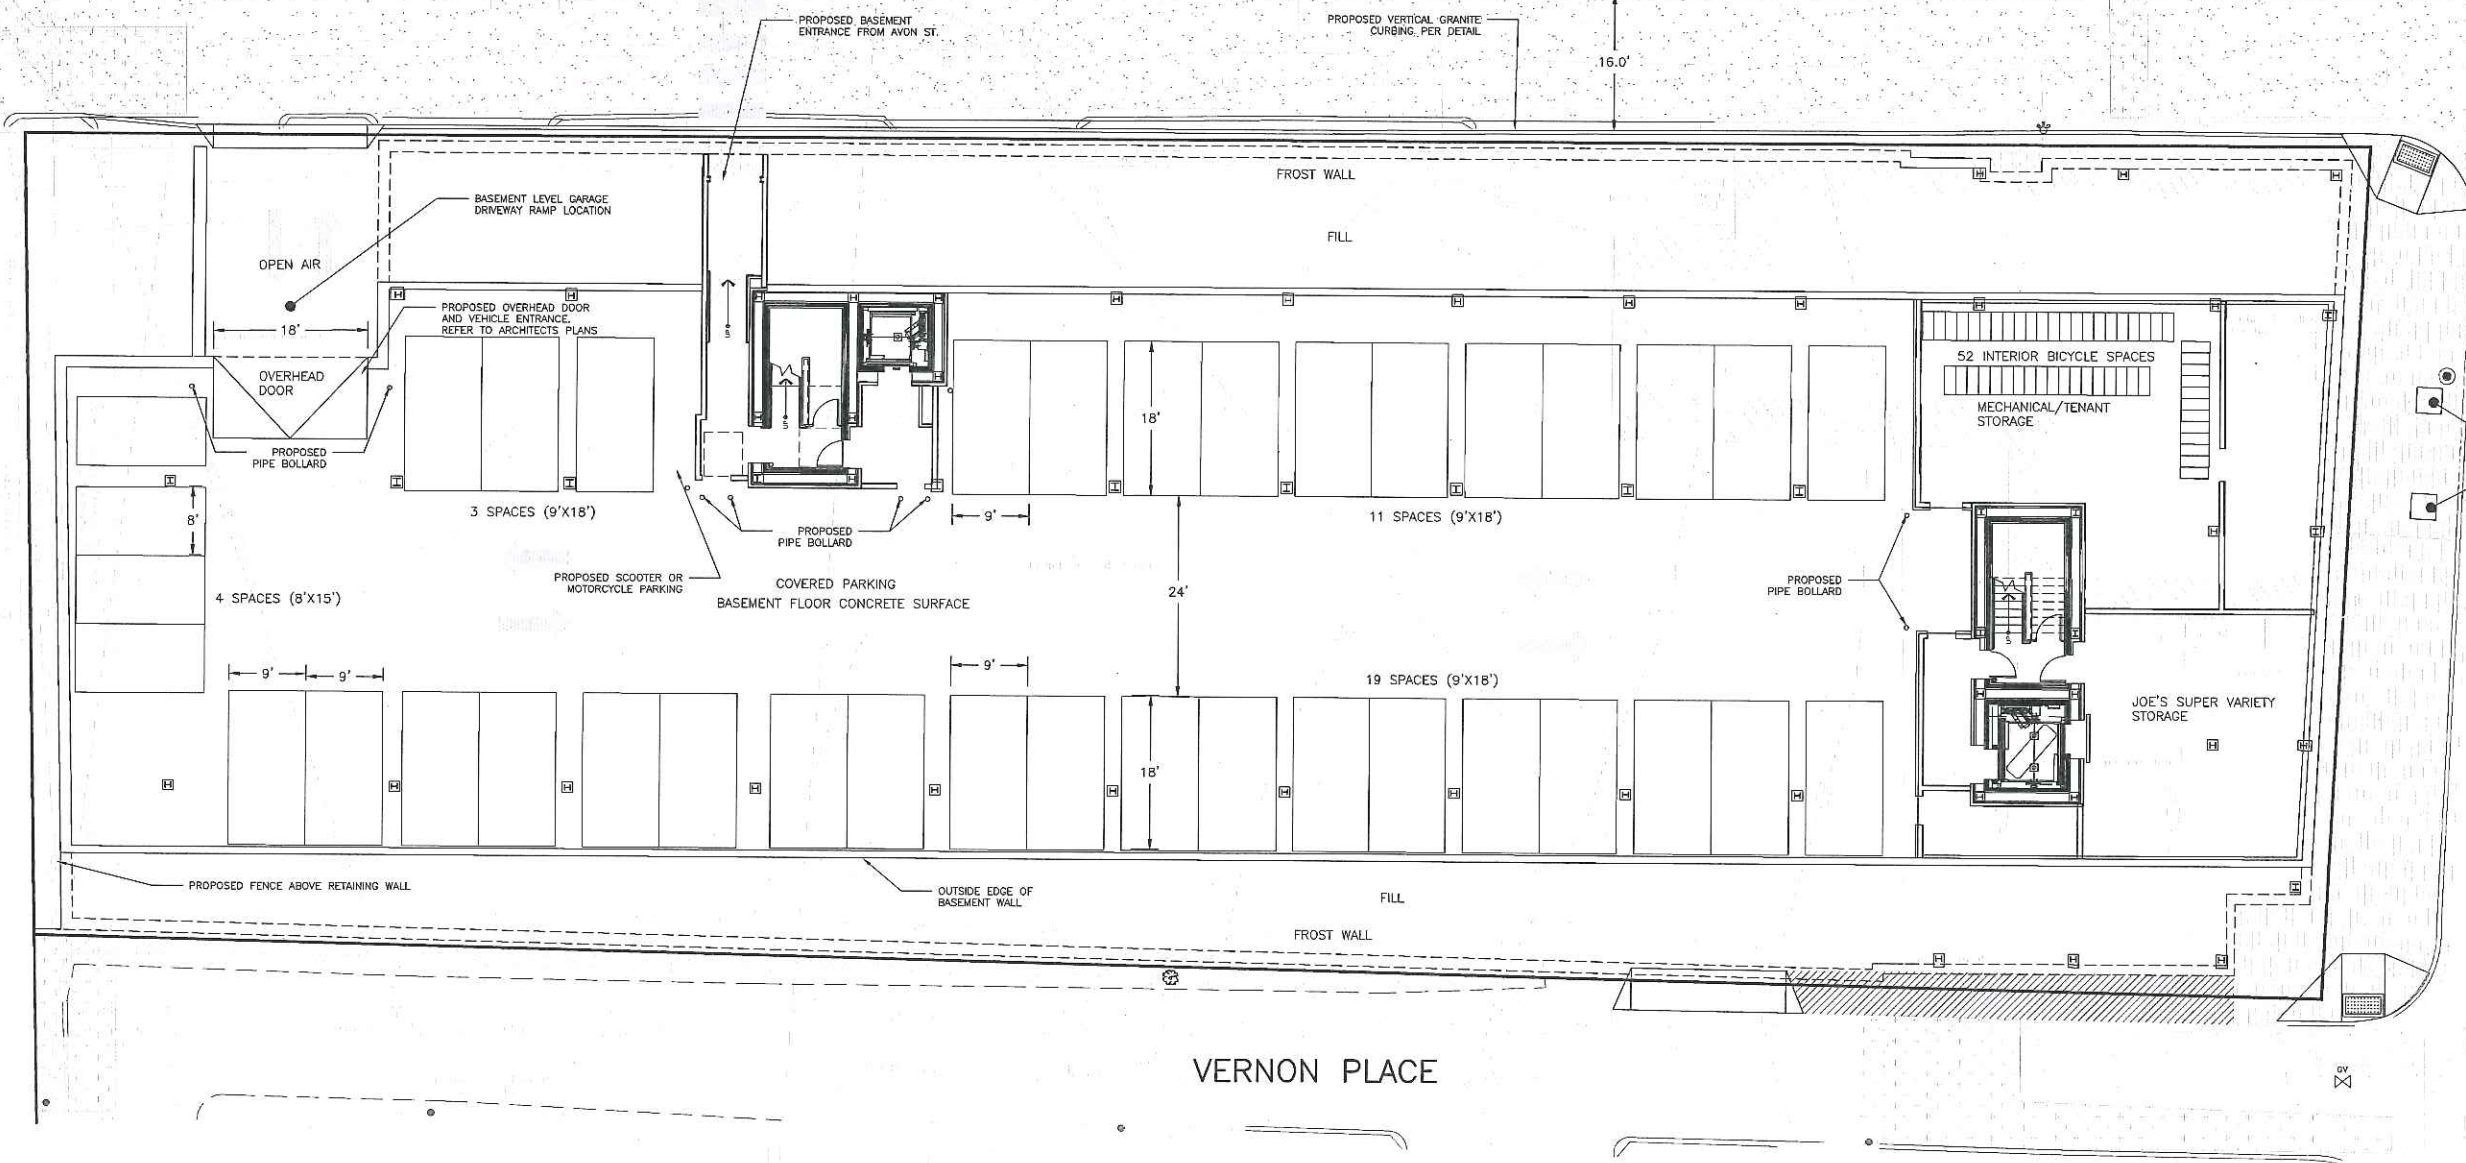 PROPOSED BASEMENT
ENTRANCE FROM AVON ST.
PROPOSED VERTICAL GRANITE
CURBING PER DETAIL
16.0'
FROST WALL
BASEMENT LEVEL GARAGE
DRIVEWAY RAMP LOCATION
FILL
OPEN AIR
PROPOSED OVERHEAD DOOR
AND VEHICLE ENTRANCE.
REFER TO ARCHITECTS PLANS
18'
OVERHEAD
DOOR
52 INTERIOR BICYCLE SPACES
MECHANICAL/TENANT
STORAGE
18'
PROPOSED
PIPE BOLLARD
8'
3 SPACES (9'X18')
9'
11 SPACES (9'X18')
PROPOSED
PIPE BOLLARD
PROPOSED SCOOTER OR
MOTORCYCLE PARKING
COVERED PARKING
BASEMENT FLOOR CONCRETE SURFACE
24'
PROPOSED
PIPE BOLLARD
4 SPACES (8'X15')
9'
9'
9'
19 SPACES (9'X18')
JOE'S SUPER VARIETY
STORAGE
18'
PROPOSED FENCE ABOVE RETAINING WALL
OUTSIDE EDGE OF
BASEMENT WALL
FILL
FROST WALL
VERNON PLACE
GV